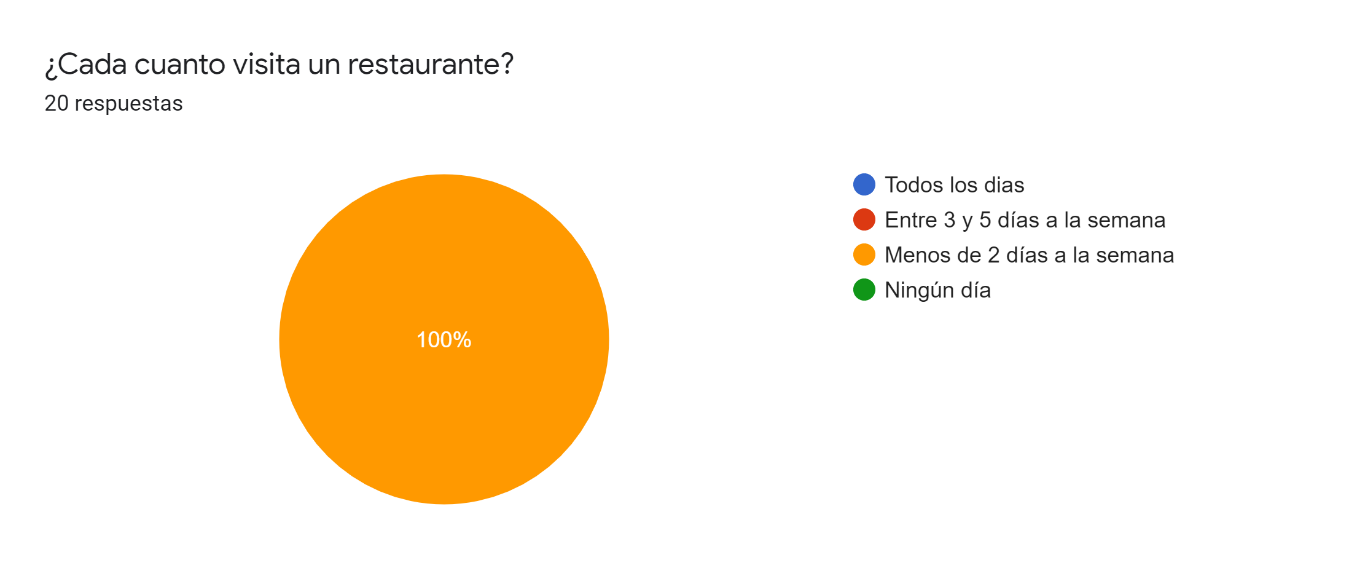 ¿Cada cuanto visita un restaurante?
20 respuestas
100%
Todos los dias
Entre 3 y 5 días a la semana
Menos de 2 días a la semana
Ningún día